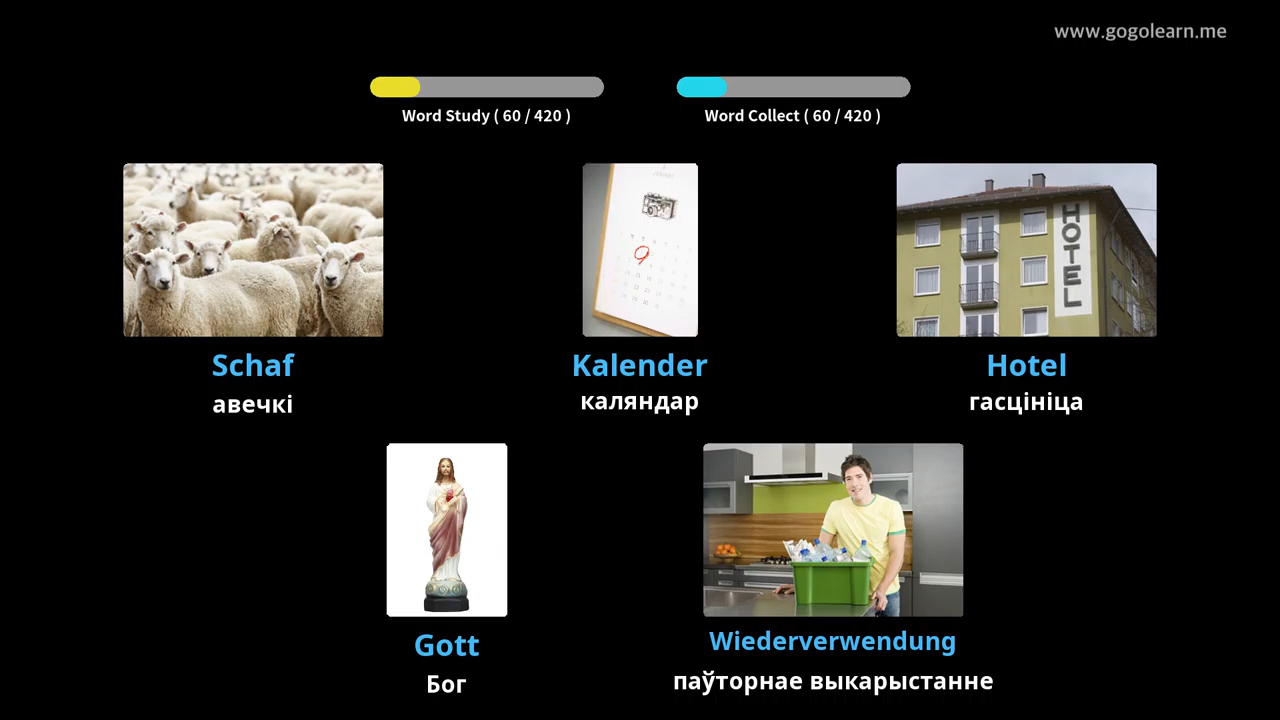 www.gogolearn.me
Word Study ( 60 / 420 )
Word Collect ( 60 / 420 )
9
HOTEL
Schaf
Kalender
Hotel
авечкі
каляндар
гасцініца
Gott
Wiederverwendung
Бог
паўторнае выкарыстанне